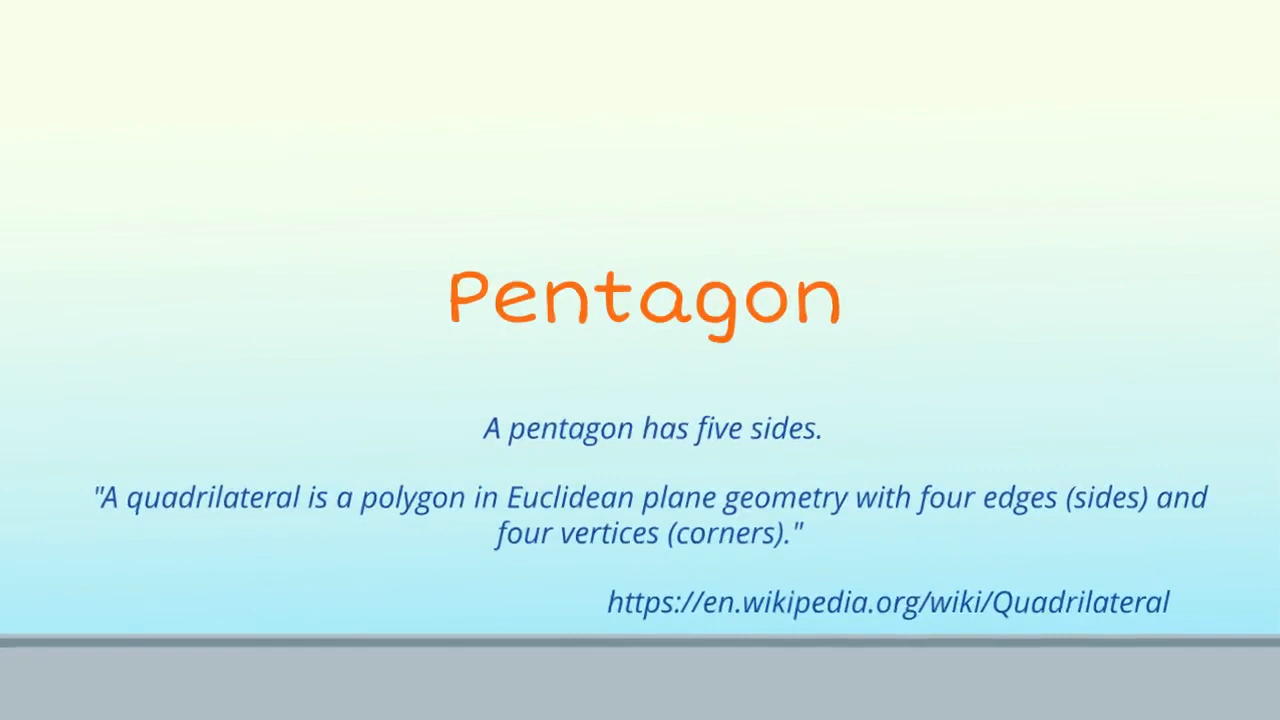 Pentagon
A pentagon has five sides.
"A quadrilateral is a polygon in Euclidean plane geometry with four edges (sides) and
four vertices (corners)."
https://en.wikipedia.org/wiki/Quadrilateral